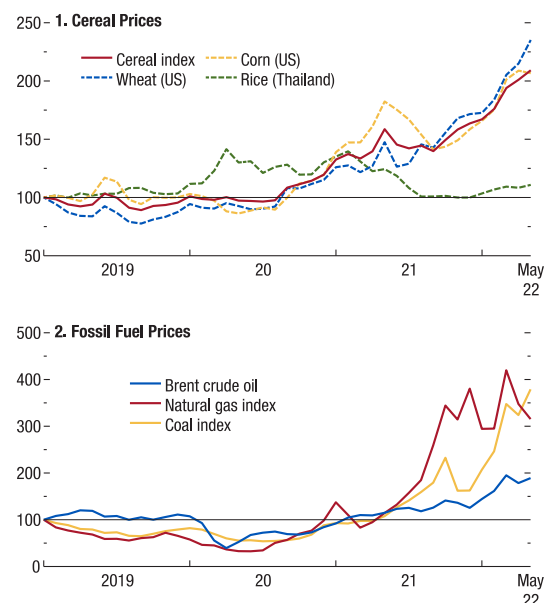 1. Cereal Prices
250
200
150
100
50
Cereal index
Corn (US)
Wheat (US)
Rice (Thailand)
2019
20
21
May
22
2. Fossil Fuel Prices
500
400
300
200
100
0
Brent crude oil
Natural gas index
Coal index
2019
20
21
May
22